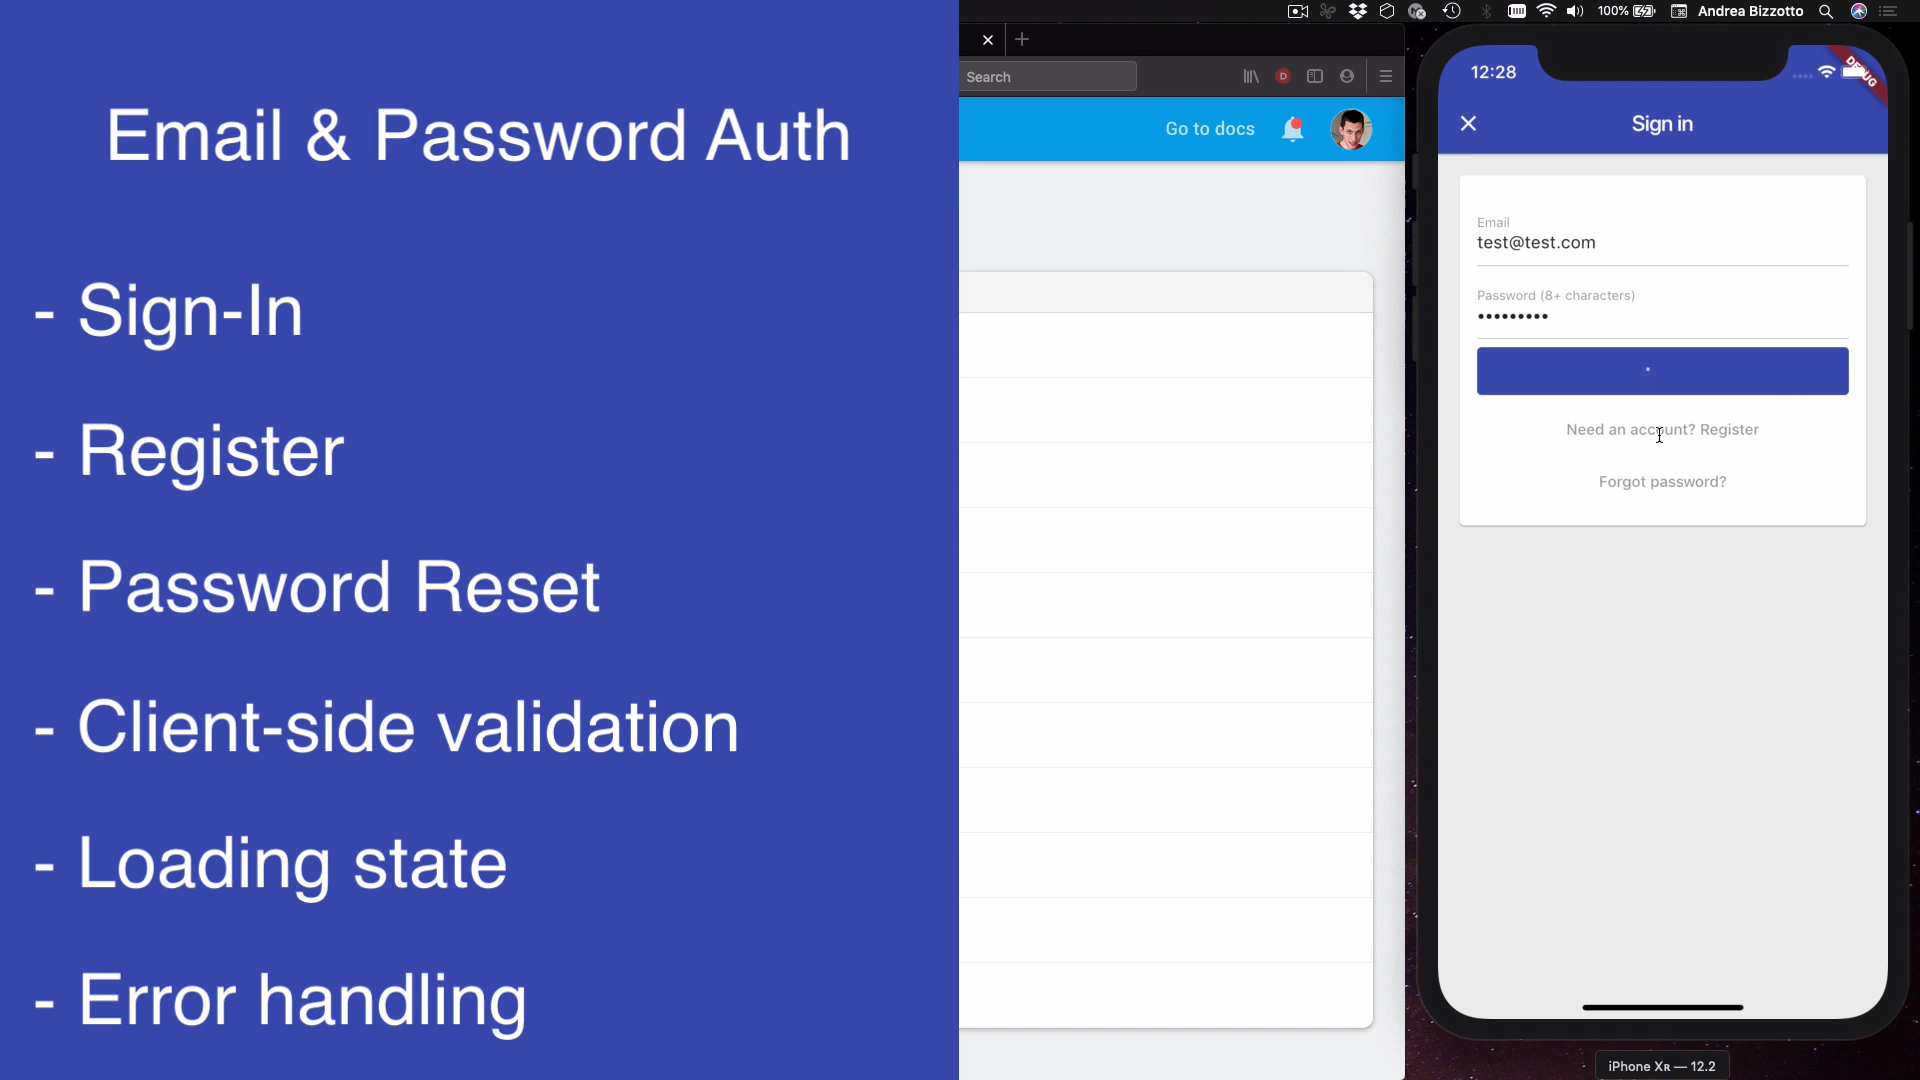 Email & Password Auth
- Sign-In
- Register
- Password Reset
- Client-side validation
- Loading state
- Error handling
100%
Andrea Bizzotto
Search
D
Go to docs
12:28
DEBUG
Sign in
Email
test@test.com
Password (8+ characters)
•••••••••
Need an account? Register
Forgot password?
iPhone Xʀ — 12.2